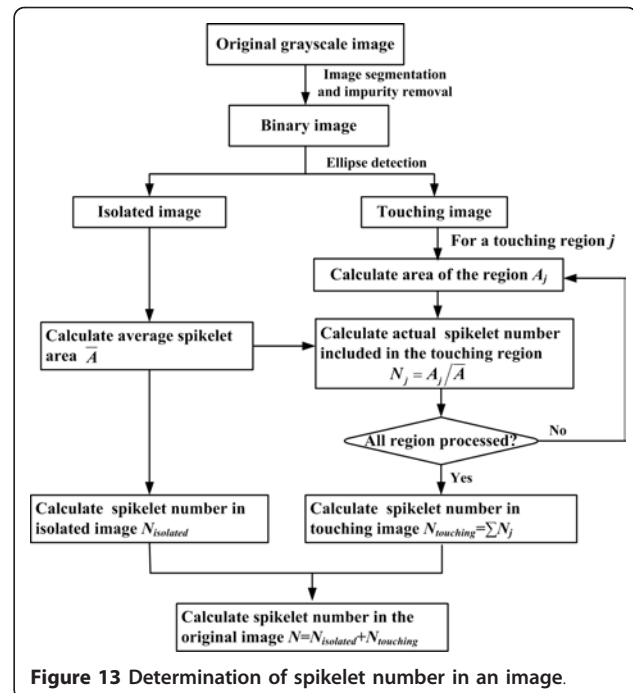 Original grayscale image
Image segmentation
and impurity removal
Binary image
Ellipse detection
Isolated image
Touching image
For a touching region j
Calculate area of the region Aj
Calculate average spikelet
area A̅
Calculate actual spikelet number
included in the touching region
Nj = Aj/A̅
All region processed?
No
Yes
Calculate spikelet number in
isolated image Nisolated
Calculate spikelet number in
touching image Ntouching=∑Nj
Calculate spikelet number in the
original image N=Nisolated+Ntouching
Figure 13 Determination of spikelet number in an image.